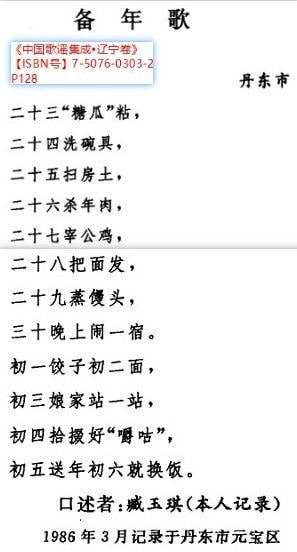 备年歌
《中国歌谣集成•辽宁卷》
【ISBN号】7-5076-0303-2
P128
丹东市
二十三“糖瓜”粘，
二十四洗碗具，
二十五扫房土，
二十六杀年肉，
二十七宰公鸡，
二十八把面发，
二十九蒸馒头，
三十晚上闹一宿。
初一饺子初二面，
初三娘家站一站，
初四拾掇好“嚼咕”，
初五送年初六就换饭。
口述者：臧玉琪（本人记录）
1986年3月记录于丹东市元宝区